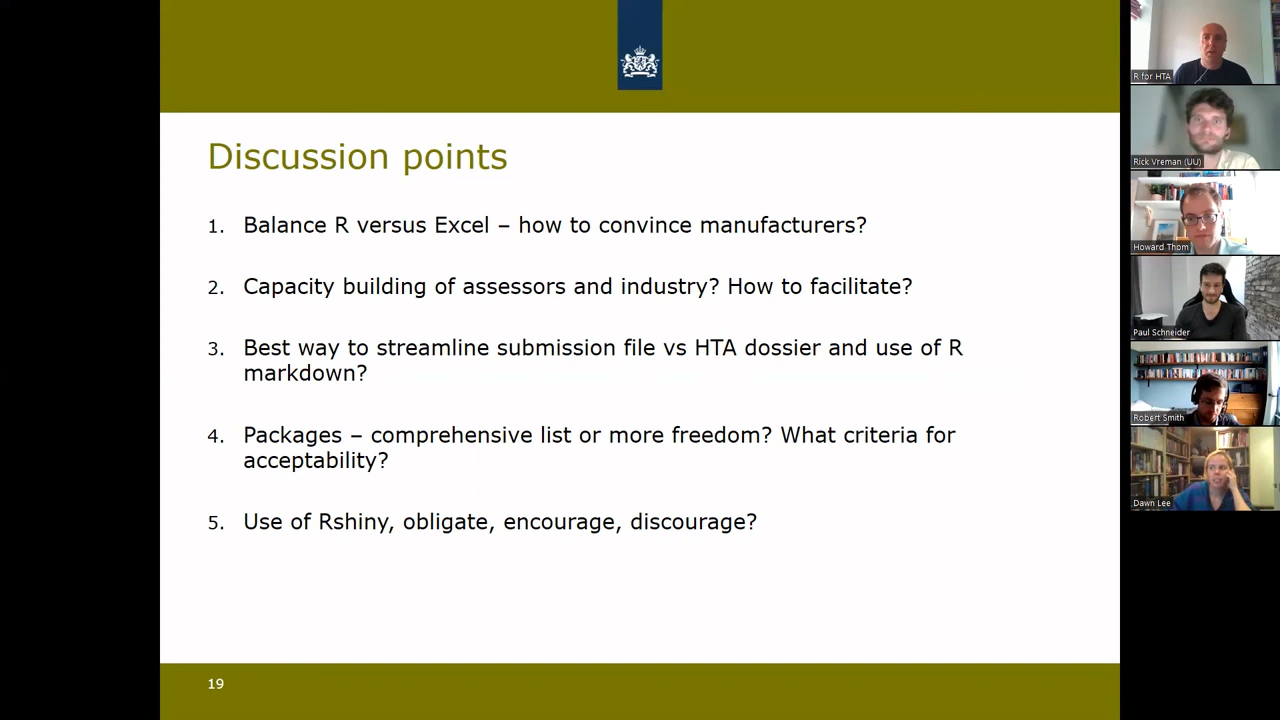 Discussion points
1. Balance R versus Excel – how to convince manufacturers?
2. Capacity building of assessors and industry? How to facilitate?
3. Best way to streamline submission file vs HTA dossier and use of R
markdown?
4. Packages – comprehensive list or more freedom? What criteria for
acceptability?
5. Use of Rshiny, obligate, encourage, discourage?
19
R for HTA
Rick Vreman (UU)
Howard Thom
Paul Schneider
Robert Smith
Dawn Lee